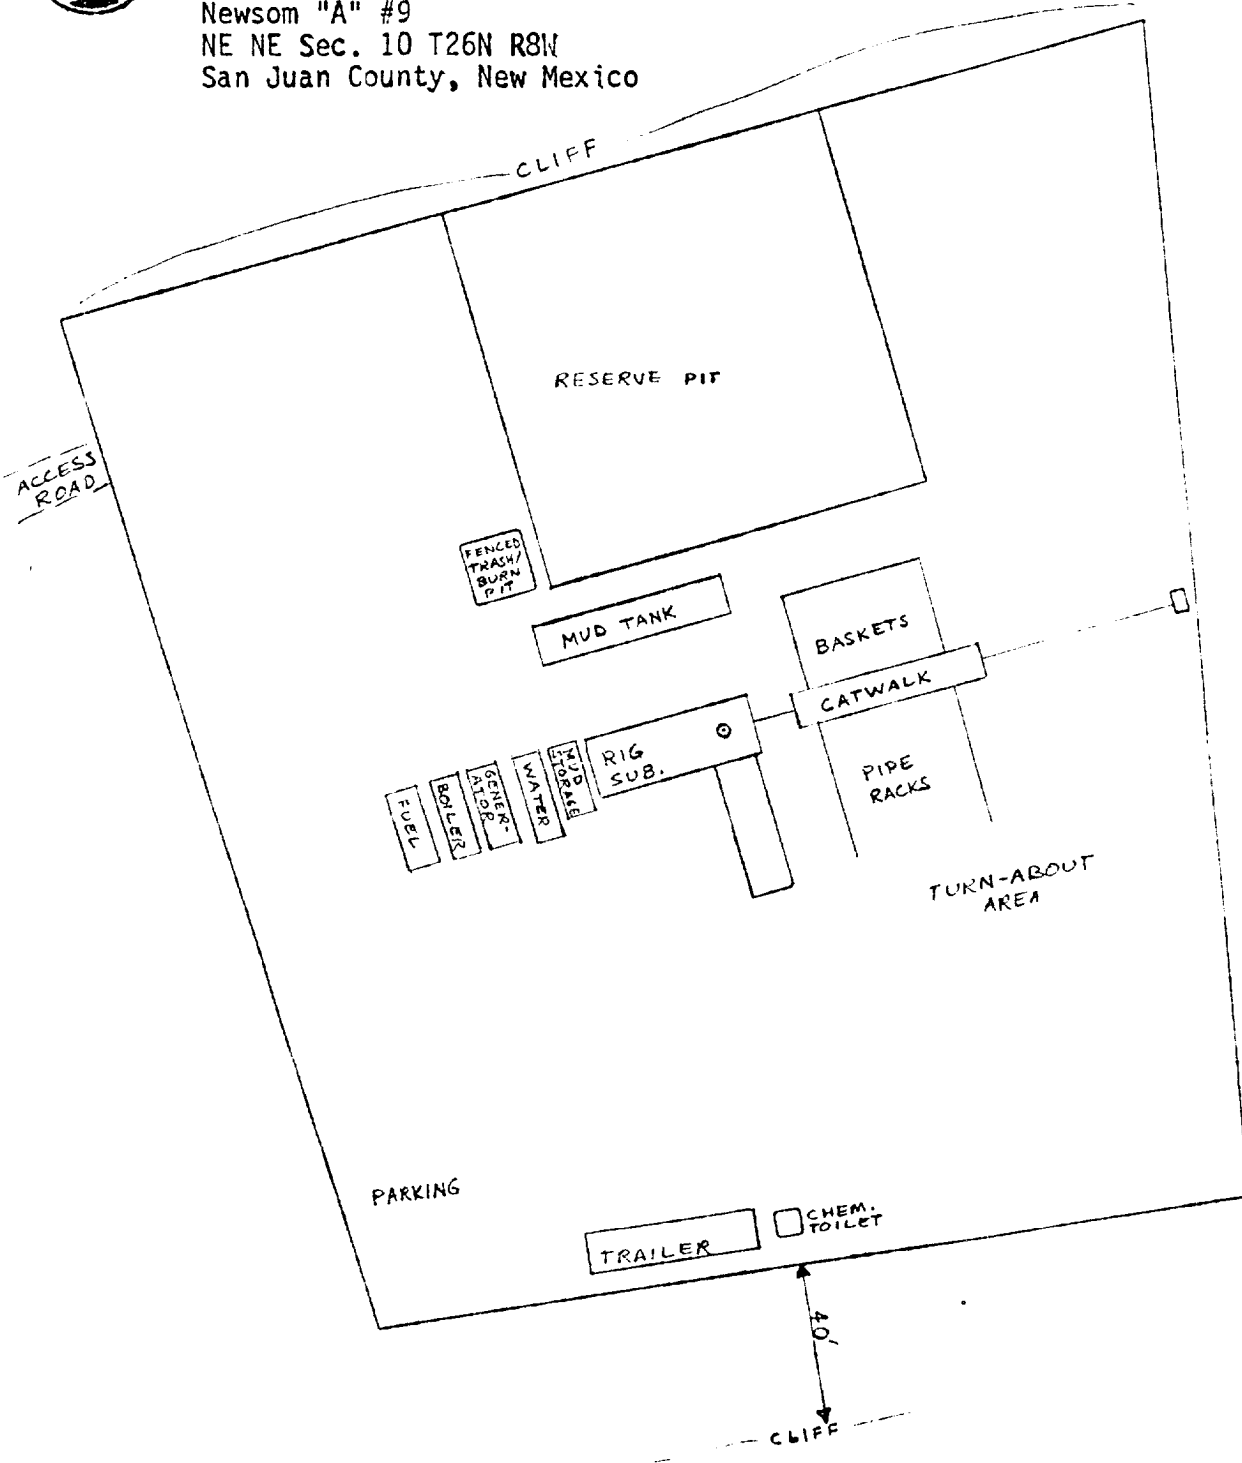 Newsom "A" #9
NE NE Sec. 10 T26N R8W
San Juan County, New Mexico
CLIFF
RESERVE PIT
ACCESS
ROAD
FENCED
TRASH/
BURN
PIT
MUD TANK
BASKETS
CATWALK
RIG
SUB.
MUD
STORAGE
WATER
GENER-
ATOR
BOILER
FUEL
PIPE
RACKS
TURN-ABOUT
AREA
PARKING
TRAILER
CHEM.
TOILET
40'
CLIFF